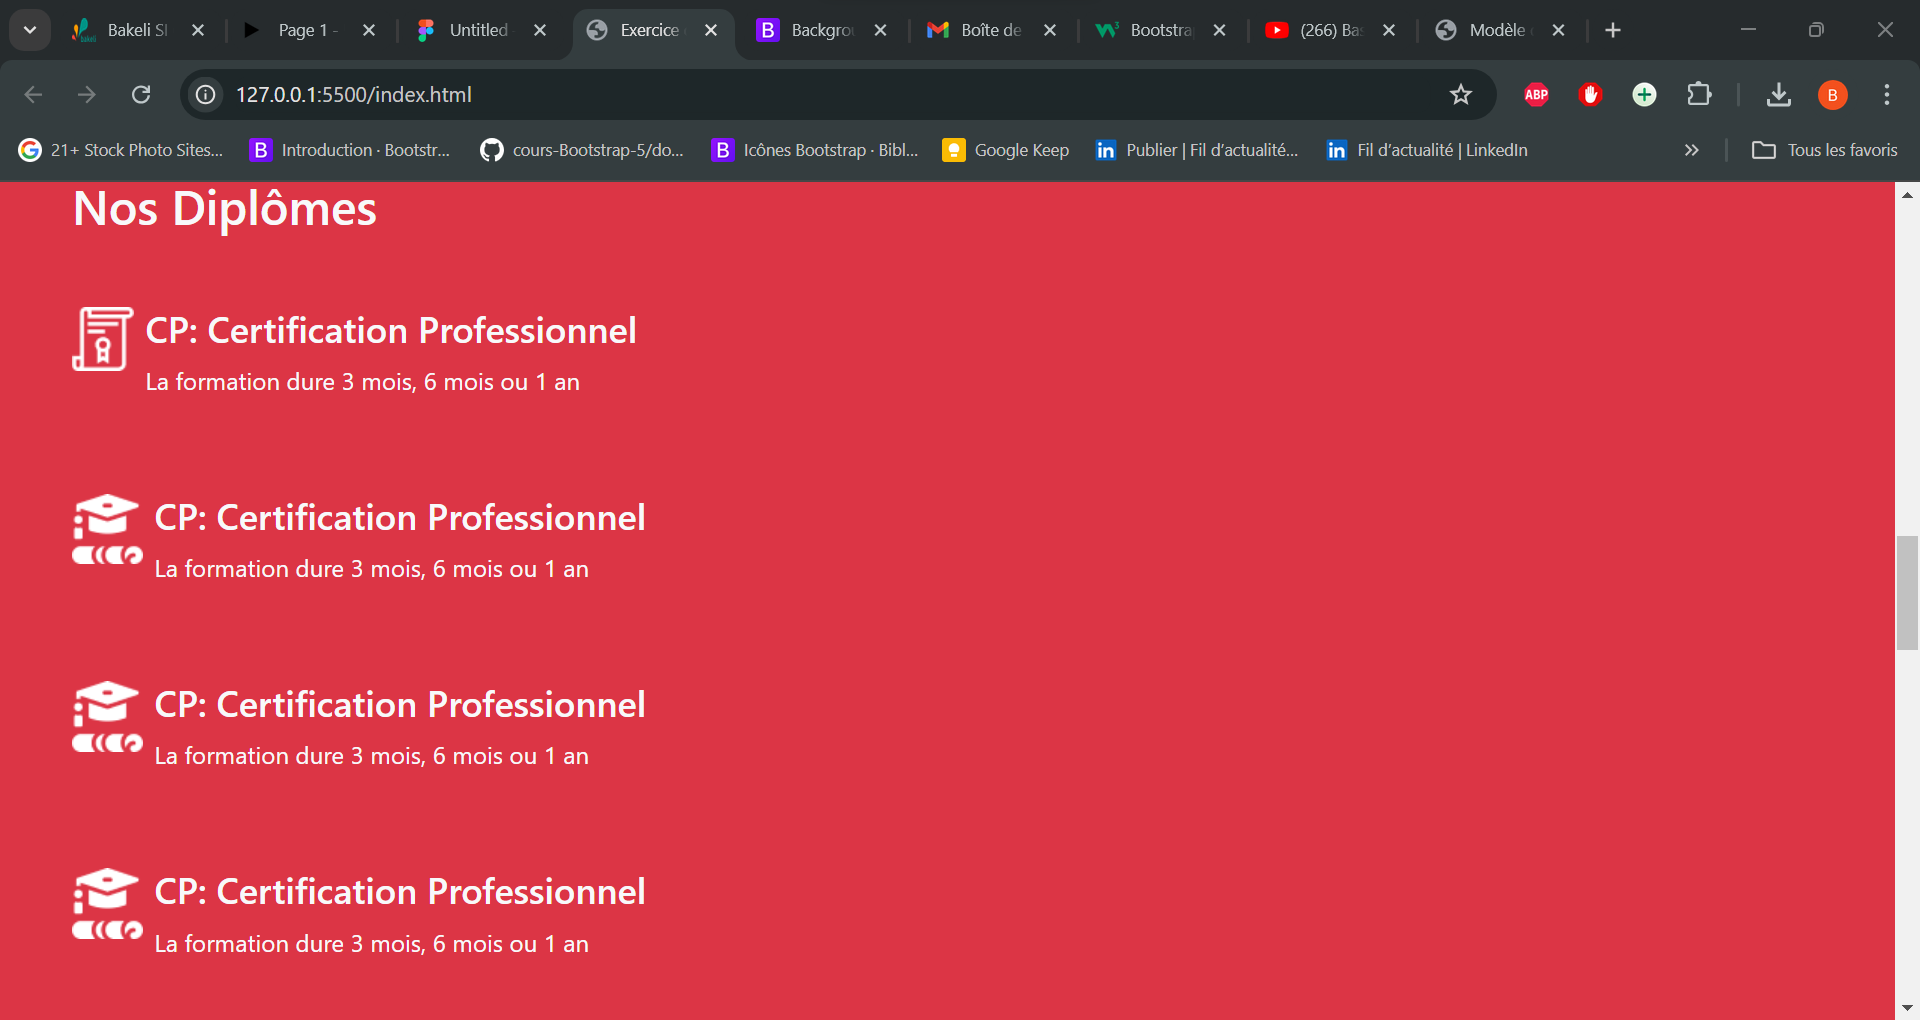 Bakeli Sl
Page 1 -
Untitled
Exercice
Backgrou
Boîte de
Bootstra
(266) Bas
Modèle
127.0.0.1:5500/index.html
ABP
B
21+ Stock Photo Sites...
Introduction · Bootstr...
cours-Bootstrap-5/do...
Icônes Bootstrap · Bibl...
Google Keep
Publier | Fil d'actualité...
Fil d'actualité | LinkedIn
Tous les favoris
Nos Diplômes
CP: Certification Professionnel
La formation dure 3 mois, 6 mois ou 1 an
CP: Certification Professionnel
La formation dure 3 mois, 6 mois ou 1 an
CP: Certification Professionnel
La formation dure 3 mois, 6 mois ou 1 an
CP: Certification Professionnel
La formation dure 3 mois, 6 mois ou 1 an